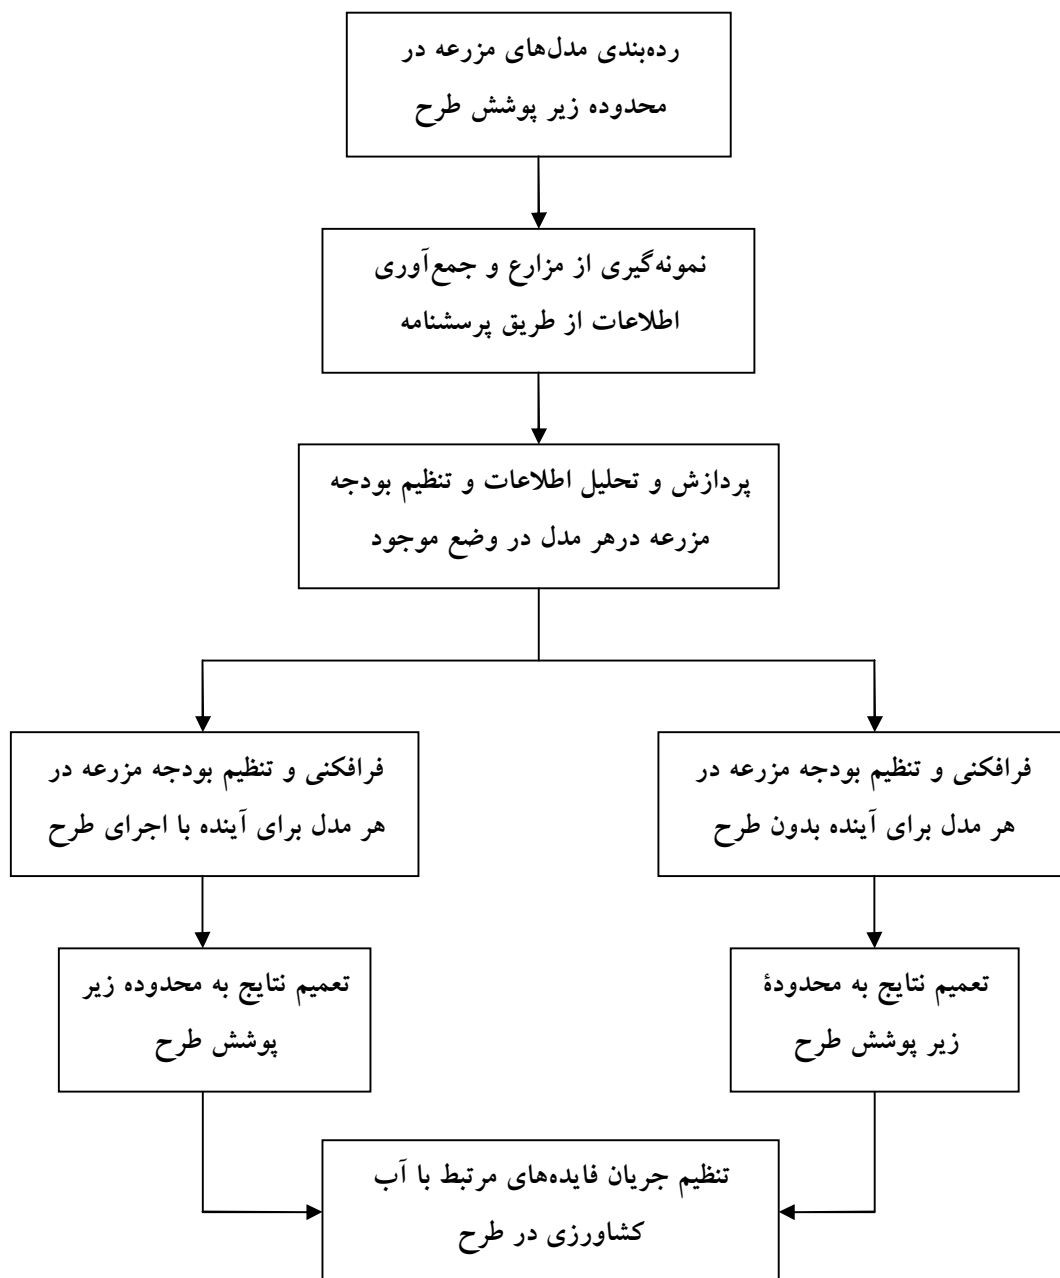 رده‌بندی مدل‌های مزرعه در
محدوده زیر پوشش طرح
نمونه‌گیری از مزارع و جمع‌آوری
اطلاعات از طریق پرسشنامه
پردازش و تحلیل اطلاعات و تنظیم بودجه
مزرعه درهر مدل در وضع موجود
فرافکنی و تنظیم بودجه مزرعه در
هر مدل برای آینده بدون طرح
فرافکنی و تنظیم بودجه مزرعه در
هر مدل برای آینده با اجرای طرح
تعمیم نتایج به محدودۀ
زیر پوشش طرح
تعمیم نتایج به محدوده زیر
پوشش طرح
تنظیم جریان فایده‌های مرتبط با آب
کشاورزی در طرح